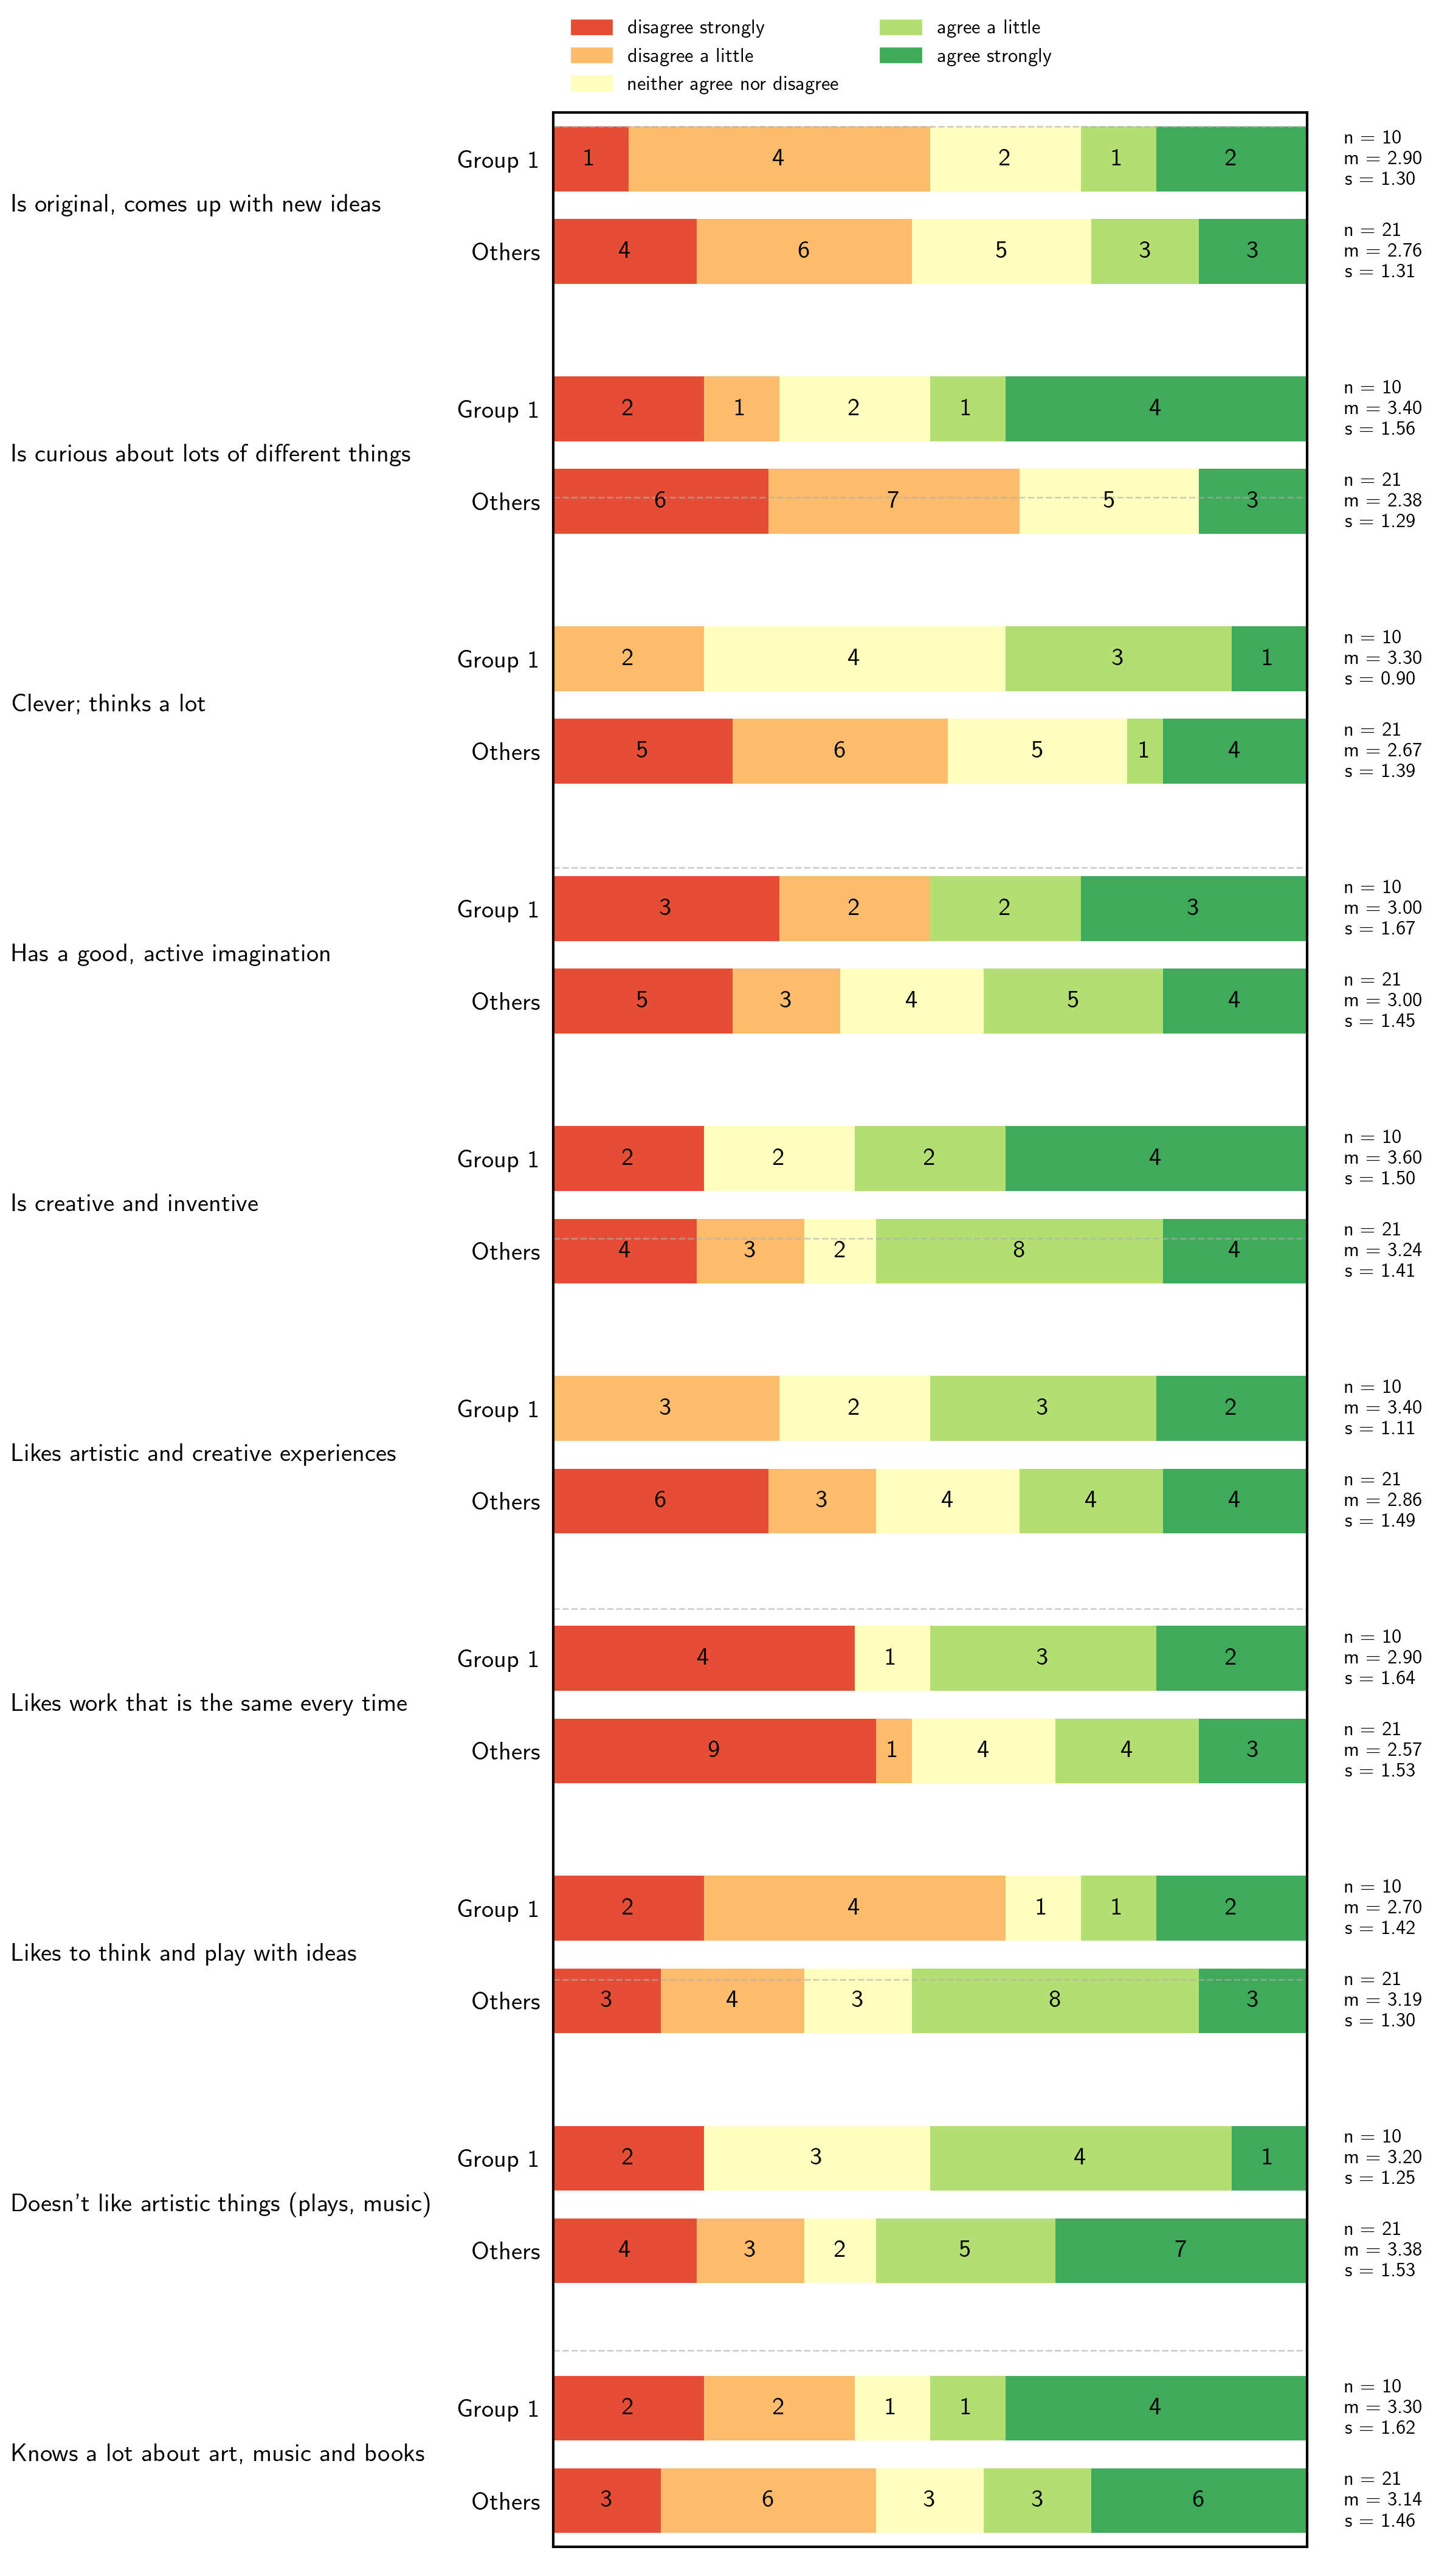 disagree strongly
disagree a little
neither agree nor disagree
agree a little
agree strongly
Is original, comes up with new ideas
Group 1
1 4 2 1 2
n = 10
m = 2.90
s = 1.30
Others
4 6 5 3 3
n = 21
m = 2.76
s = 1.31
Is curious about lots of different things
Group 1
2 1 2 1 4
n = 10
m = 3.40
s = 1.56
Others
6 7 5 3
n = 21
m = 2.38
s = 1.29
Clever; thinks a lot
Group 1
2 4 3 1
n = 10
m = 3.30
s = 0.90
Others
5 6 5 1 4
n = 21
m = 2.67
s = 1.39
Has a good, active imagination
Group 1
3 2 2 3
n = 10
m = 3.00
s = 1.67
Others
5 3 4 5 4
n = 21
m = 3.00
s = 1.45
Is creative and inventive
Group 1
2 2 2 4
n = 10
m = 3.60
s = 1.50
Others
4 3 2 8 4
n = 21
m = 3.24
s = 1.41
Likes artistic and creative experiences
Group 1
3 2 3 2
n = 10
m = 3.40
s = 1.11
Others
6 3 4 4 4
n = 21
m = 2.86
s = 1.49
Likes work that is the same every time
Group 1
4 1 3 2
n = 10
m = 2.90
s = 1.64
Others
9 1 4 4 3
n = 21
m = 2.57
s = 1.53
Likes to think and play with ideas
Group 1
2 4 1 1 2
n = 10
m = 2.70
s = 1.42
Others
3 4 3 8 3
n = 21
m = 3.19
s = 1.30
Doesn't like artistic things (plays, music)
Group 1
2 3 4 1
n = 10
m = 3.20
s = 1.25
Others
4 3 2 5 7
n = 21
m = 3.38
s = 1.53
Knows a lot about art, music and books
Group 1
2 2 1 1 4
n = 10
m = 3.30
s = 1.62
Others
3 6 3 3 6
n = 21
m = 3.14
s = 1.46